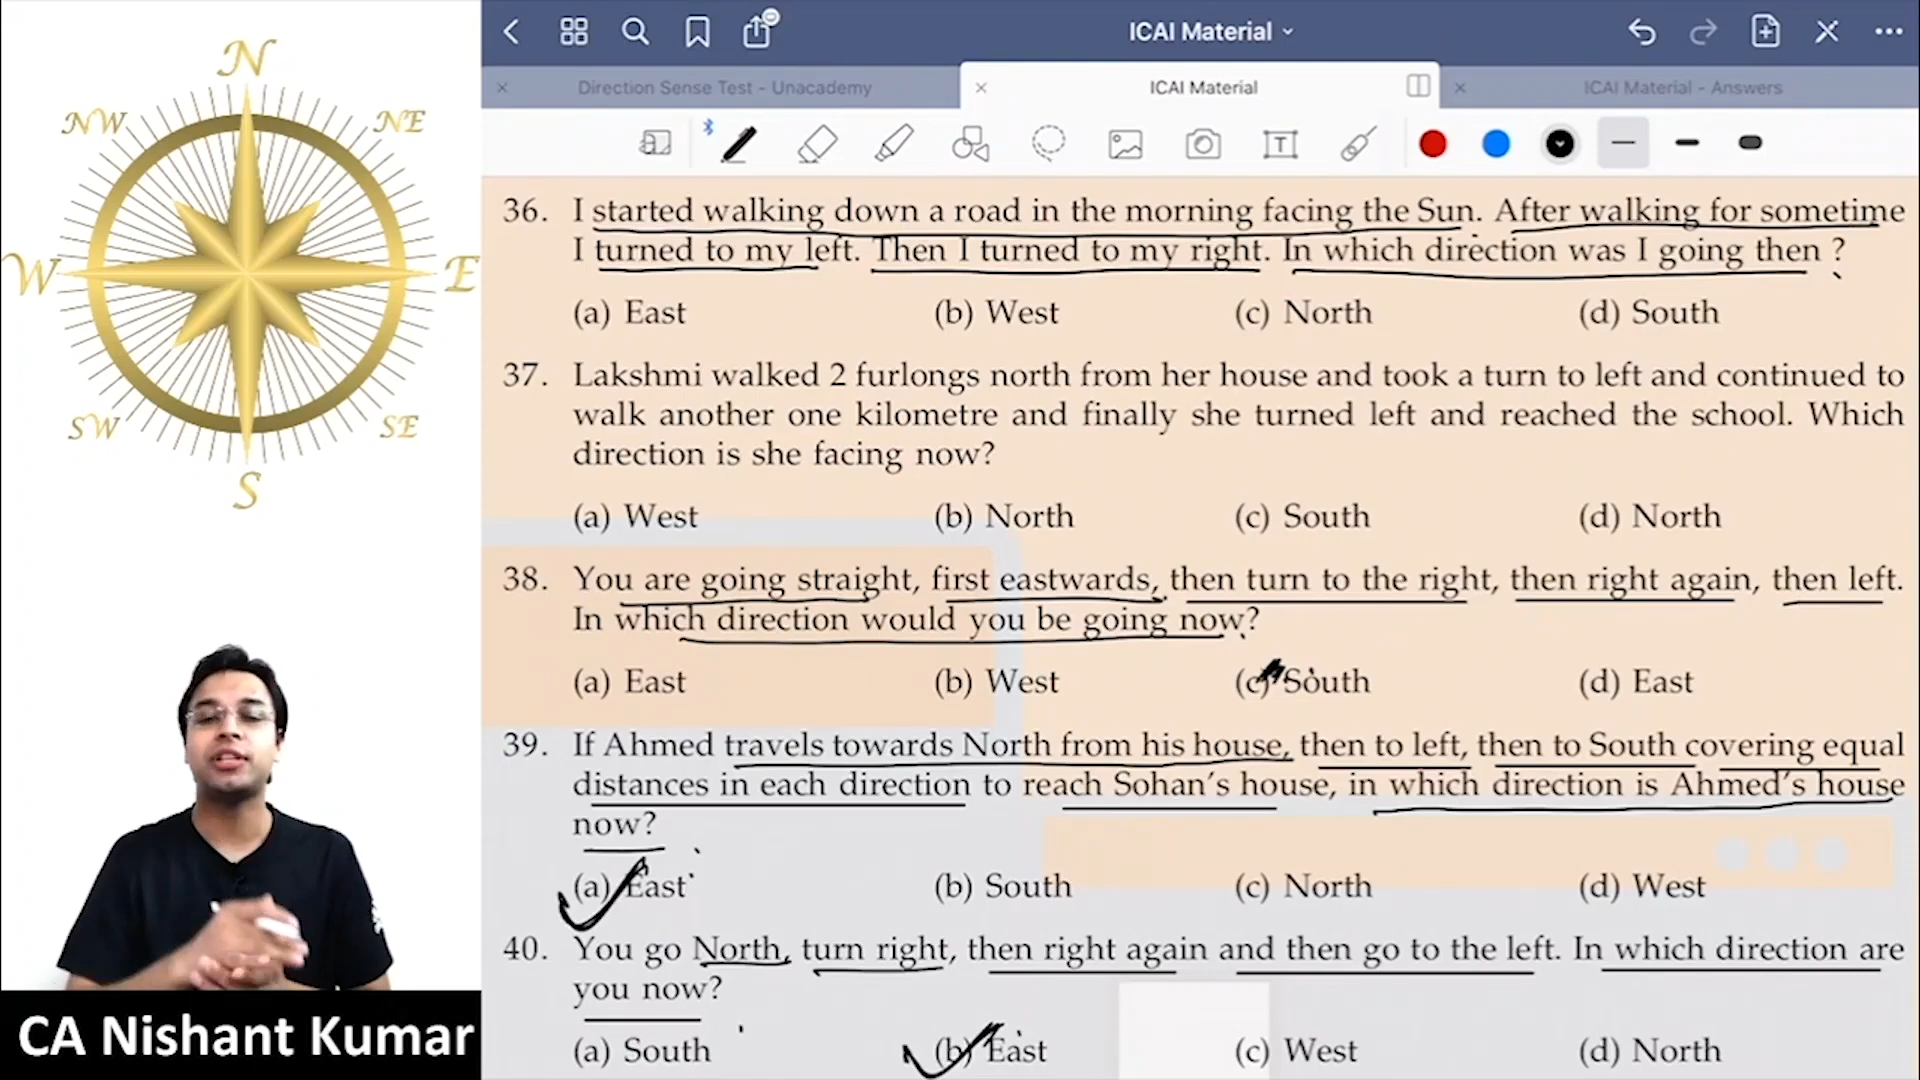 N
NW
NE
W
E
SW
SE
S
CA Nishant Kumar
ICAI Material
Direction Sense Test - Unacademy
ICAI Material
ICAI Material - Answers
T
36. I started walking down a road in the morning facing the Sun. After walking for sometime
I turned to my left. Then I turned to my right. In which direction was I going then ?
(a) East (b) West (c) North (d) South
37. Lakshmi walked 2 furlongs north from her house and took a turn to left and continued to
walk another one kilometre and finally she turned left and reached the school. Which
direction is she facing now?
(a) West (b) North (c) South (d) North
38. You are going straight, first eastwards, then turn to the right, then right again, then left.
In which direction would you be going now?
(a) East (b) West (c) South (d) East
39. If Ahmed travels towards North from his house, then to left, then to South covering equal
distances in each direction to reach Sohan's house, in which direction is Ahmed's house
now?
(a) East (b) South (c) North (d) West
40. You go North, turn right, then right again and then go to the left. In which direction are
you now?
(a) South (b) East (c) West (d) North